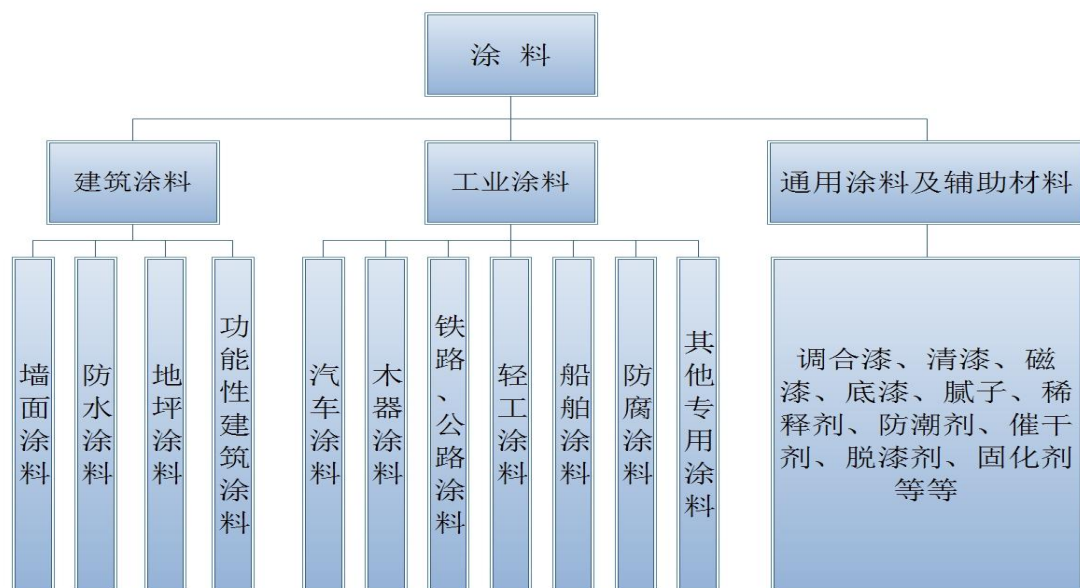 涂 料
建筑涂料
工业涂料
通用涂料及辅助材料
墙面涂料
防水涂料
地坪涂料
功能性建筑涂料
汽车涂料
木器涂料
铁路、公路涂料
轻工涂料
船舶涂料
防腐涂料
其他专用涂料
调合漆、清漆、磁
漆、底漆、腻子、稀
释剂、防潮剂、催干
剂、脱漆剂、固化剂
等等